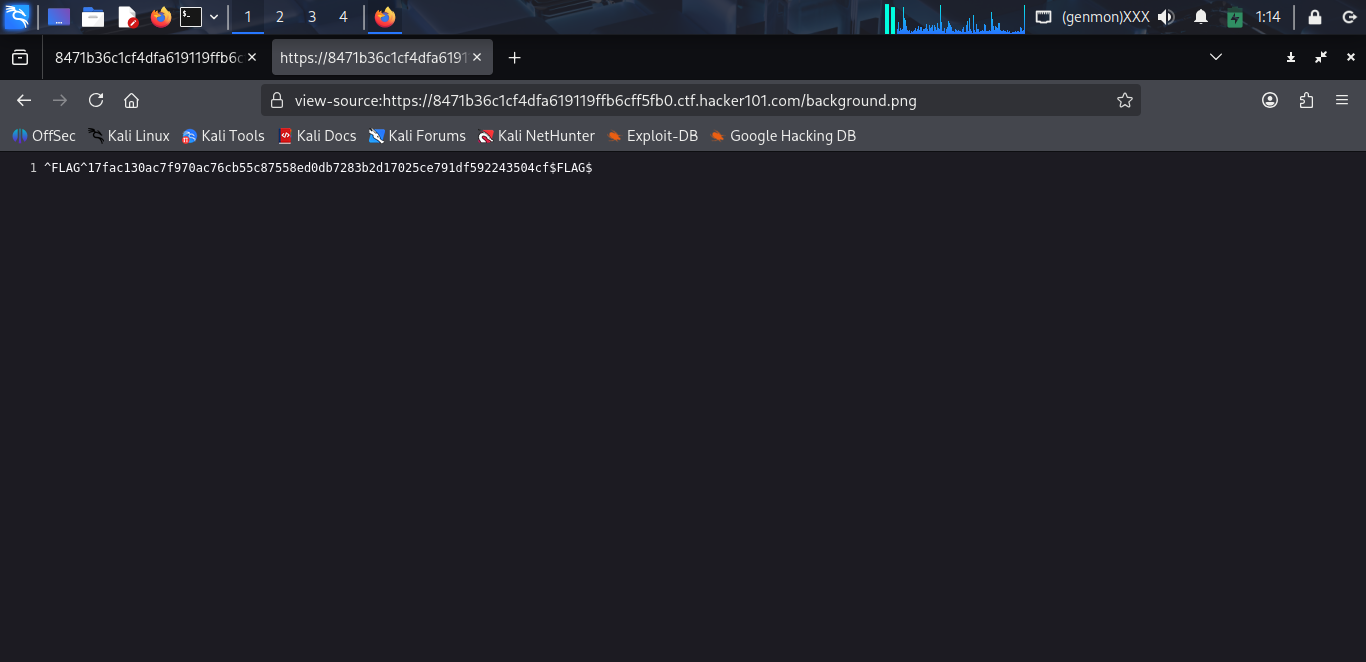 1 2 3 4 (genmon)XXX 1:14
8471b36c1cf4dfa619119ffb6c https://8471b36c1cf4dfa6191
view-source:https://8471b36c1cf4dfa619119ffb6cff5fb0.ctf.hacker101.com/background.png
OffSec Kali Linux Kali Tools Kali Docs Kali Forums Kali NetHunter Exploit-DB Google Hacking DB
1 ^FLAG^17fac130ac7f970ac76cb55c87558ed0db7283b2d17025ce791df592243504cf$FLAG$